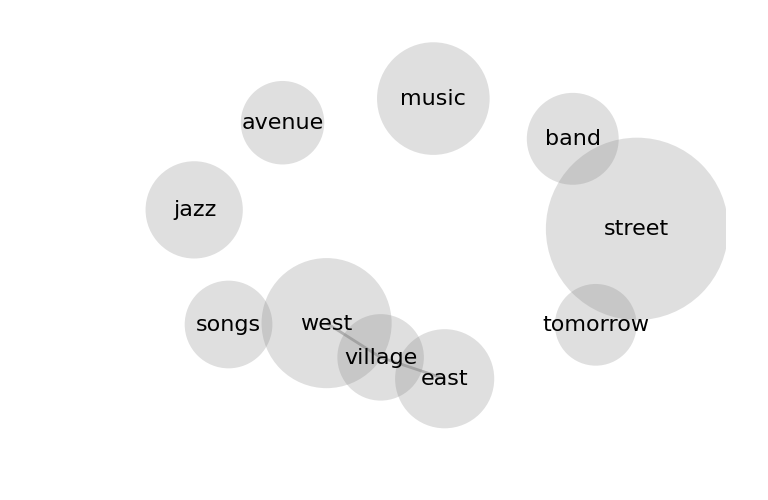 music
avenue
band
jazz
street
songs
west
tomorrow
village
east